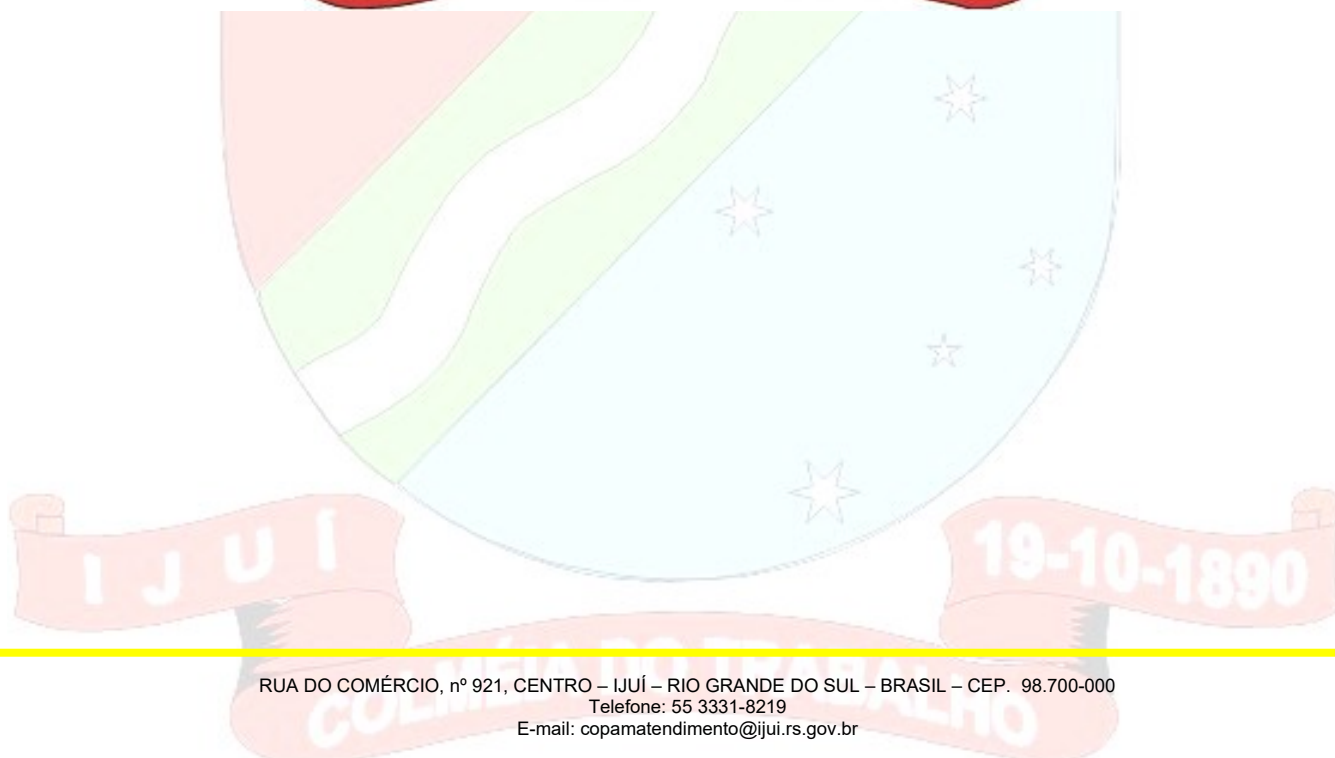 IJUÍ
19-10-1890
COLMÉIA DO TRABALHO
RUA DO COMÉRCIO, nº 921, CENTRO – IJUÍ – RIO GRANDE DO SUL – BRASIL – CEP. 98.700-000
Telefone: 55 3331-8219
E-mail: copamatendimento@ijui.rs.gov.br